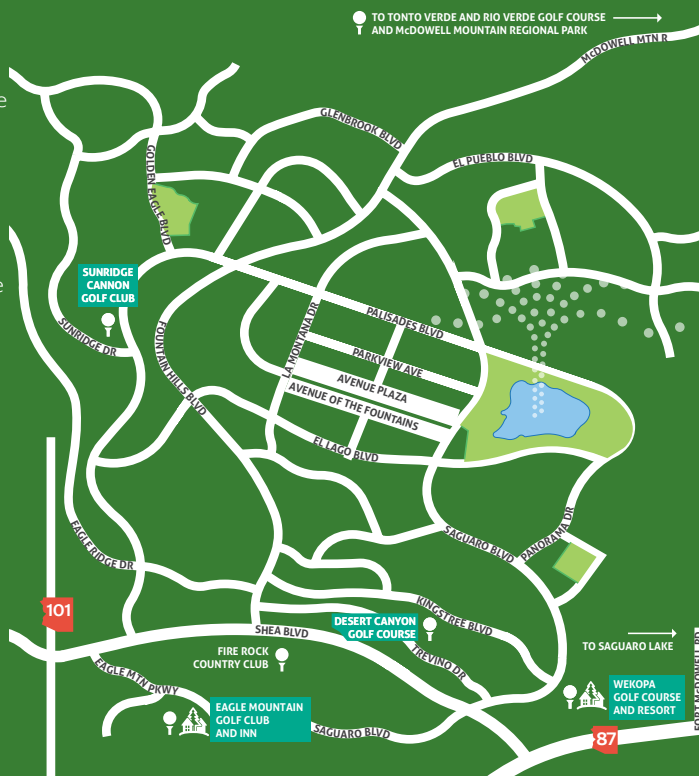 TO TONTO VERDE AND RIO VERDE GOLF COURSE
AND McDOWELL MOUNTAIN REGIONAL PARK
McDOWELL MTN R
GLENBROOK BLVD
EL PUEBLO BLVD
GOLDEN EAGLE BLVD
SUNRIDGE
CANNON
GOLF CLUB
SUNRIDGE DR
FOUNTAIN HILLS BLVD
LA MONTANA DR
PALISADES BLVD
PARKVIEW AVE
AVENUE PLAZA
AVENUE OF THE FOUNTAINS
EL LAGO BLVD
SAGUARO BLVD
PANORAMA DR
EAGLE RIDGE DR
101
SHEA BLVD
KINGSTREE BLVD
DESERT CANYON
GOLF COURSE
TREVINO DR
FIRE ROCK
COUNTRY CLUB
TO SAGUARO LAKE
EAGLE MTN PKWY
EAGLE MOUNTAIN
GOLF CLUB
AND INN
SAGUARO BLVD
WEKOPA
GOLF COURSE
AND RESORT
FORT McDOWELL RD
87